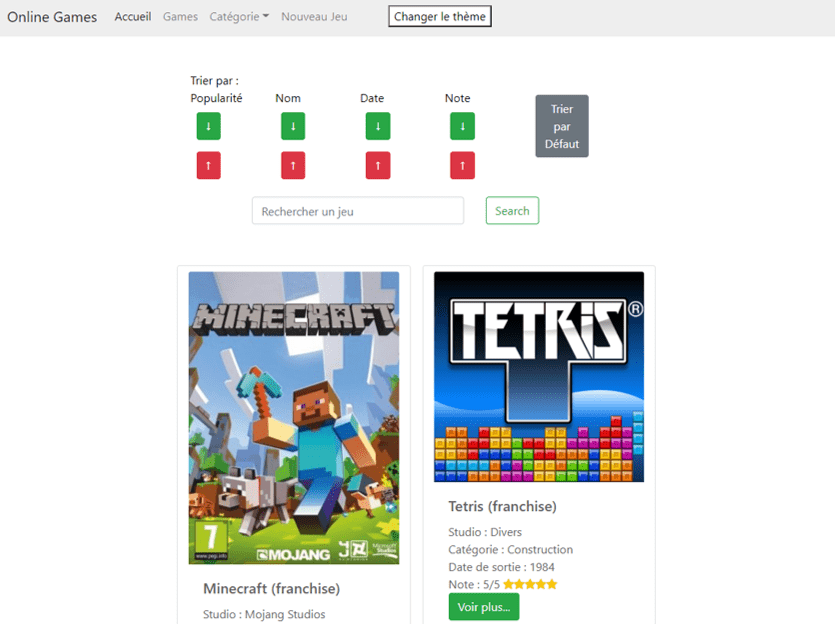 Online Games Accueil Games Catégorie Nouveau Jeu Changer le thème
Trier par :
Popularité Nom Date Note
↓ ↓ ↓ ↓
↑ ↑ ↑ ↑
Trier
par
Défaut
Rechercher un jeu Search
MINECRAFT
7
www.pegi.info
MOJANG
Minecraft (franchise)
Studio : Mojang Studios
TETRIS®
Tetris (franchise)
Studio : Divers
Catégorie : Construction
Date de sortie : 1984
Note : 5/5
Voir plus...